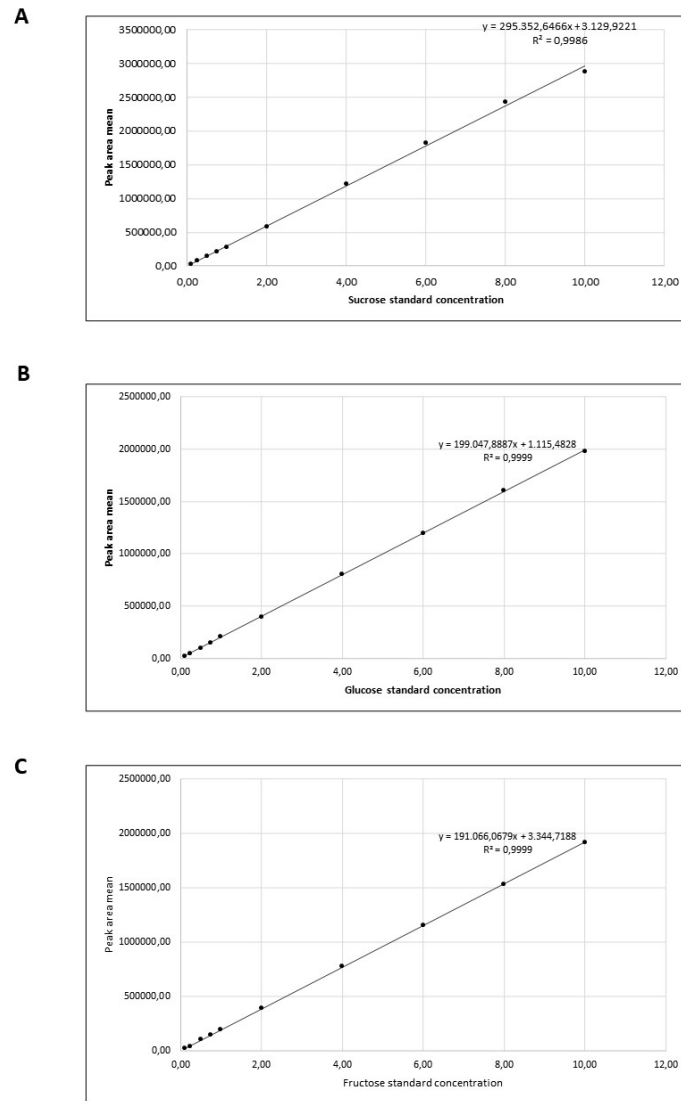 A
y = 295.352,6466x + 3.129,9221
R² = 0,9986
3500000,00
3000000,00
2500000,00
2000000,00
1500000,00
1000000,00
500000,00
0,00
Peak area mean
0,00 2,00 4,00 6,00 8,00 10,00 12,00
Sucrose standard concentration
B
2500000,00
2000000,00
1500000,00
1000000,00
500000,00
0,00
Peak area mean
y = 199.047,8887x + 1.115,4828
R² = 0,9999
0,00 2,00 4,00 6,00 8,00 10,00 12,00
Glucose standard concentration
C
2500000,00
2000000,00
1500000,00
1000000,00
500000,00
0,00
Peak area mean
y = 191.066,0679x + 3.344,7188
R² = 0,9999
0,00 2,00 4,00 6,00 8,00 10,00 12,00
Fructose standard concentration